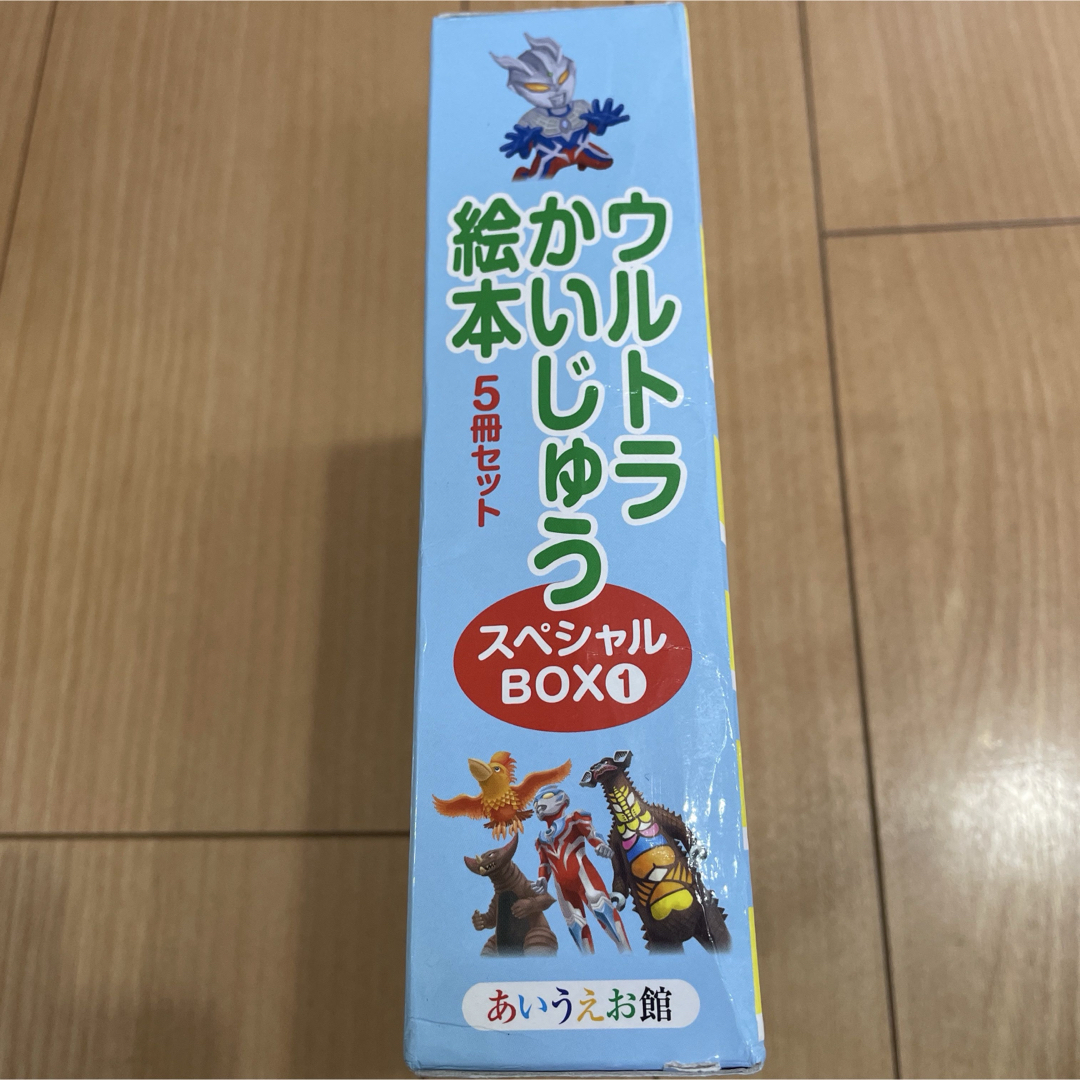 ウルトラ
かいじゅう
絵本
5冊セット
スペシャル
BOX❶
あいうえお館